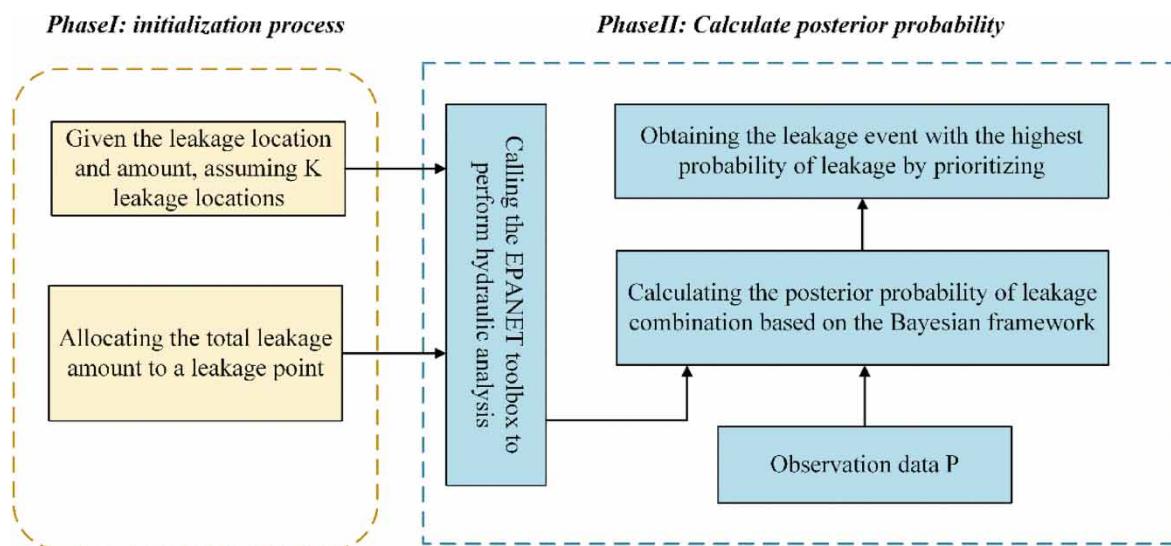 PhaseI: initialization process
PhaseII: Calculate posterior probability
Given the leakage location
and amount, assuming K
leakage locations
Allocating the total leakage
amount to a leakage point
Calling the EPANET toolbox to
perform hydraulic analysis
Obtaining the leakage event with the highest
probability of leakage by prioritizing
Calculating the posterior probability of leakage
combination based on the Bayesian framework
Observation data P